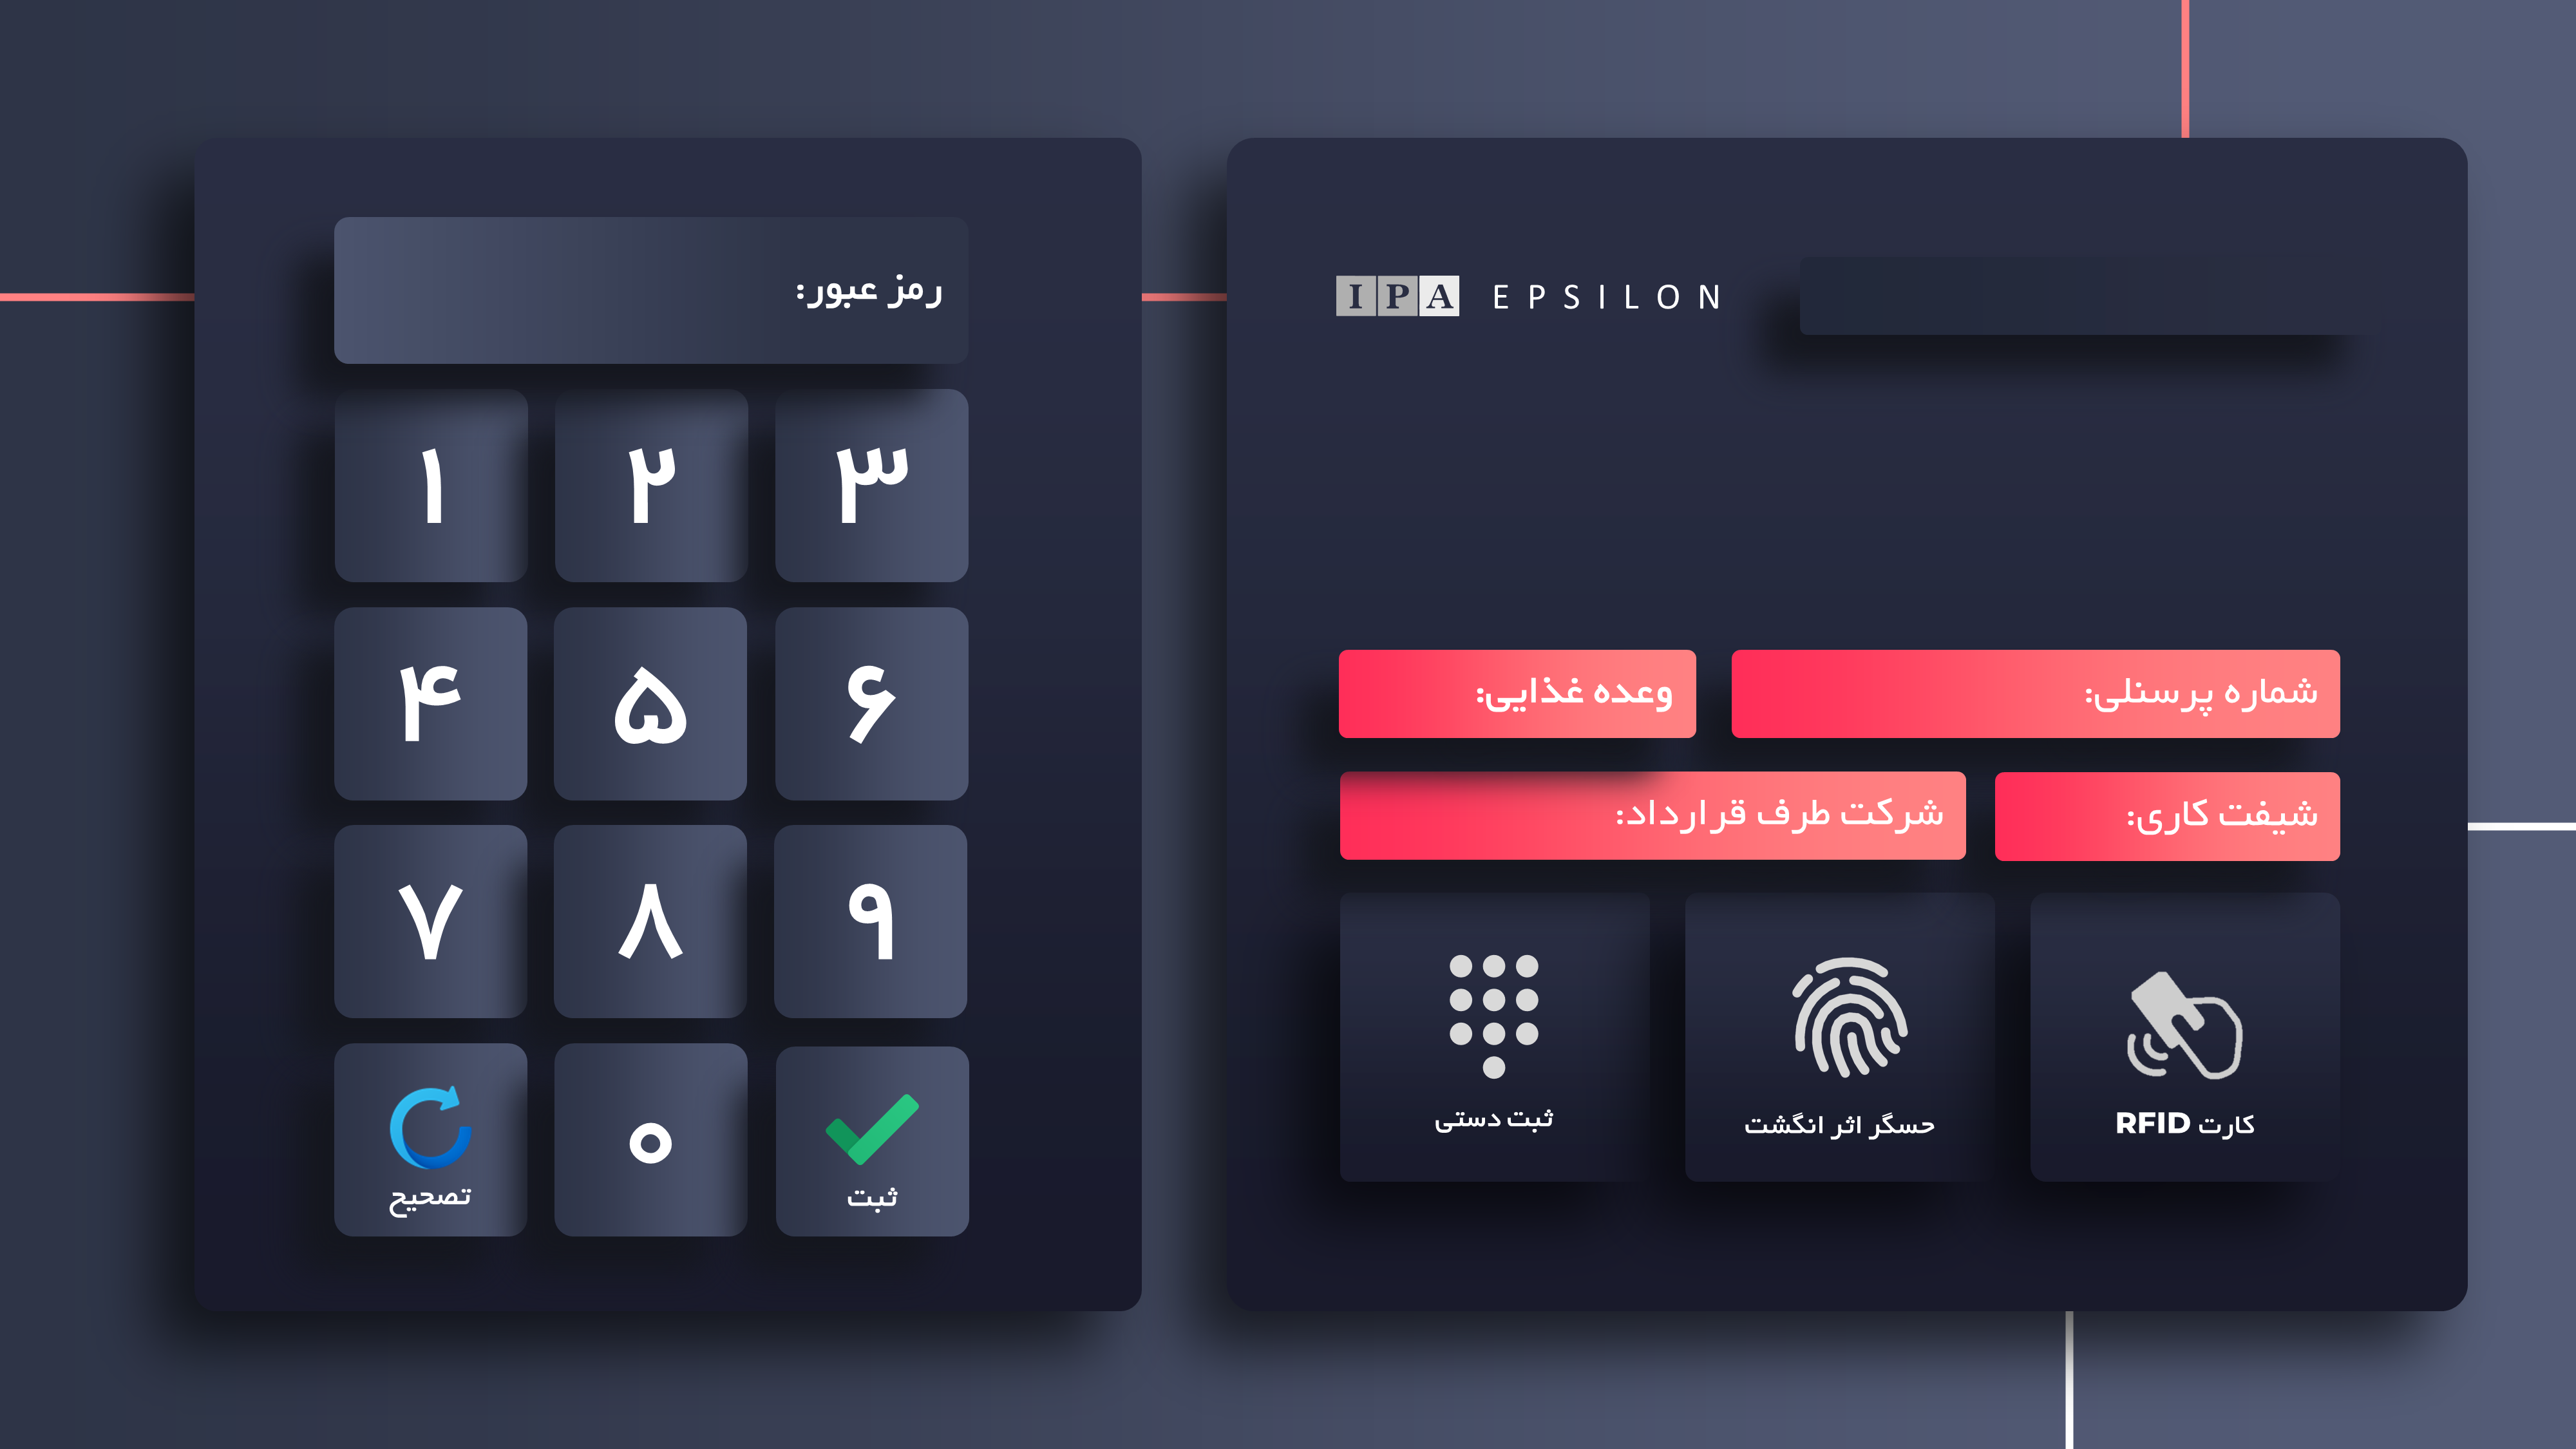 رمز عبور:
۱ ۲ ۳
۴ ۵ ۶
۷ ۸ ۹
تصحیح ۰ ثبت
IPA EPSILON
شماره پرسنلی:
وعده غذایی:
شیفت کاری:
شرکت طرف قرارداد:
کارت RFID
حسگر اثر انگشت
ثبت دستی